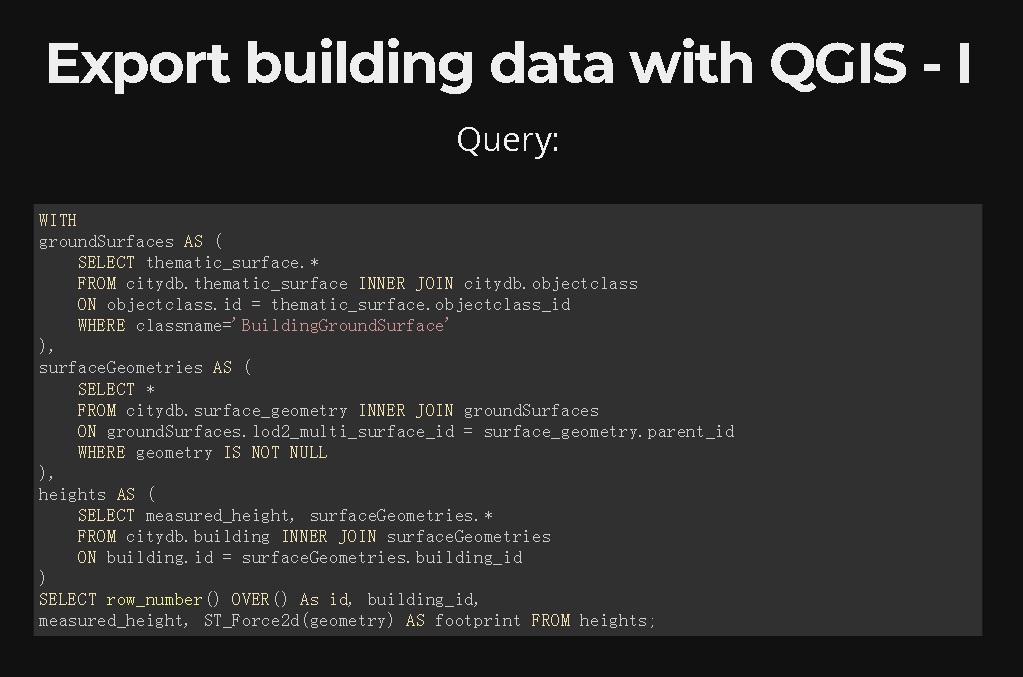 Export building data with QGIS - I
Query:
WITH
groundSurfaces AS (
    SELECT thematic_surface.*
    FROM citydb.thematic_surface INNER JOIN citydb.objectclass
    ON objectclass.id = thematic_surface.objectclass_id
    WHERE classname='BuildingGroundSurface'
),
surfaceGeometries AS (
    SELECT *
    FROM citydb.surface_geometry INNER JOIN groundSurfaces
    ON groundSurfaces.lod2_multi_surface_id = surface_geometry.parent_id
    WHERE geometry IS NOT NULL
),
heights AS (
    SELECT measured_height, surfaceGeometries.*
    FROM citydb.building INNER JOIN surfaceGeometries
    ON building.id = surfaceGeometries.building_id
)
SELECT row_number() OVER() As id, building_id,
measured_height, ST_Force2d(geometry) AS footprint FROM heights;